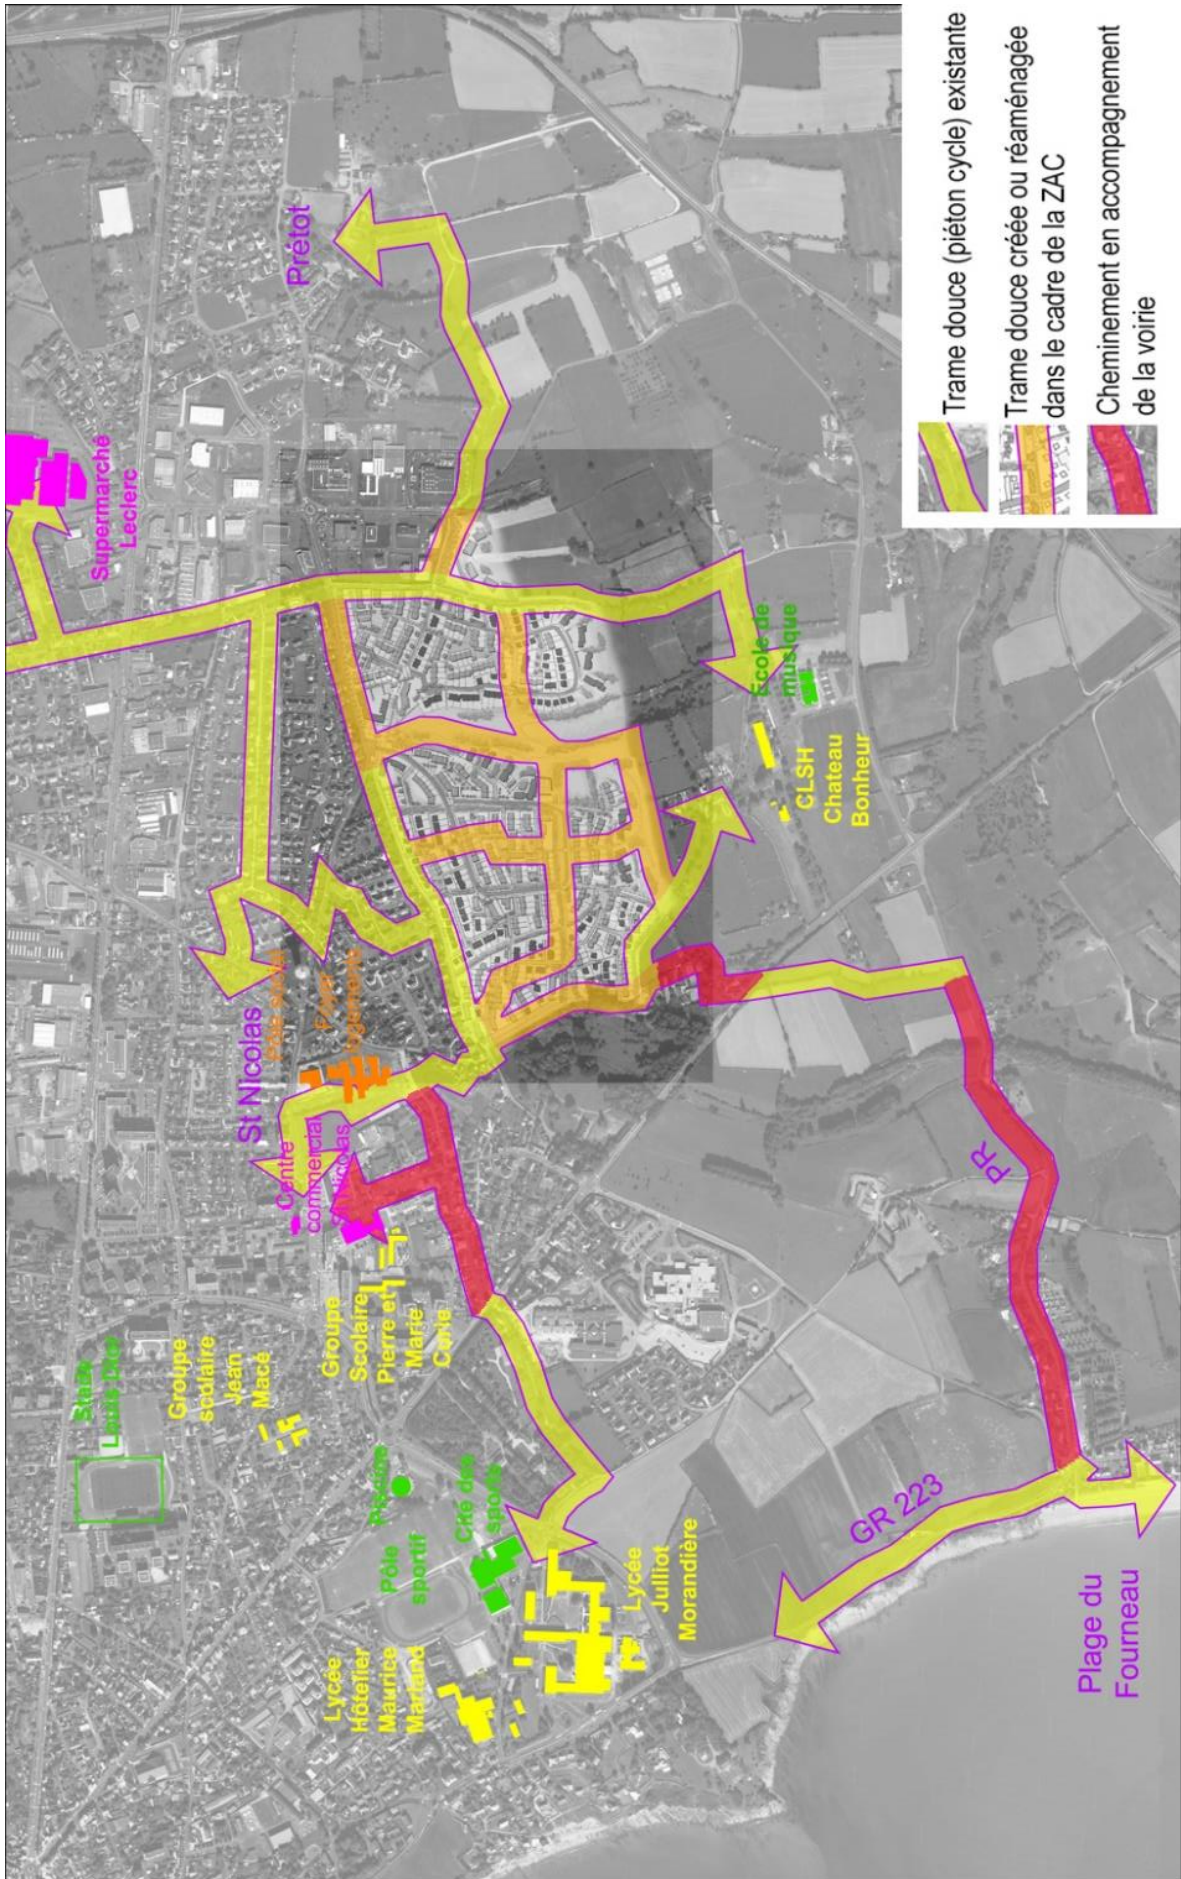 Prétot
Supermarché
Leclerc
Ecole de
musique
CLSH
Chateau
Bonheur
St Nicolas
Pôle santé
Foyer
logements
Centre
commercial
St Nicolas
Groupe
Scolaire
Pierre et
Marie
Curie
Stade
Louis Dior
Groupe
scolaire
Jean
Macé
Piscine
Pôle
sportif
Cité des
sports
Lycée
Hôtelier
Maurice
Marland
Lycée
Julliot
Morandière
PR
GR 223
Plage du
Fourneau
Trame douce (piéton cycle) existante
Trame douce créée ou réaménagée
dans le cadre de la ZAC
Cheminement en accompagnement
de la voirie